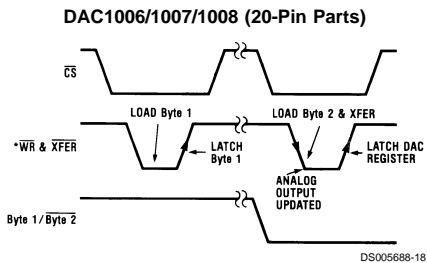 DAC1006/1007/1008 (20-Pin Parts)
CS
LOAD Byte 1
LOAD Byte 2 & XFER
*WR & XFER
LATCH
Byte 1
LATCH DAC
REGISTER
ANALOG
OUTPUT
UPDATED
Byte 1/Byte 2
DS005688-18